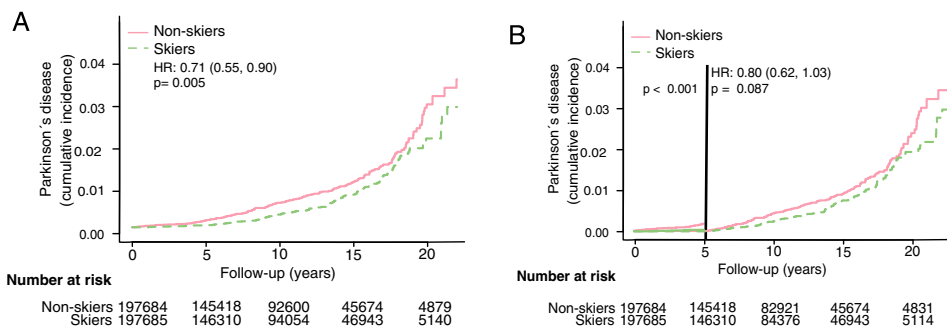 A
Non-skiers
Skiers
HR: 0.71 (0.55, 0.90)
p= 0.005
Parkinson´s disease
(cumulative incidence)
0.04
0.03
0.02
0.01
0.00
0 5 10 15 20
Follow-up (years)
Number at risk
Non-skiers 197684 145418 92600 45674 4879
Skiers 197685 146310 94054 46943 5140
B
Non-skiers
Skiers
HR: 0.80 (0.62, 1.03)
p < 0.001 p = 0.087
Parkinson´s disease
(cumulative incidence)
0.04
0.03
0.02
0.01
0.00
0 5 10 15 20
Follow-up (years)
Number at risk
Non-skiers 197684 145418 82921 45674 4831
Skiers 197685 146310 84376 46943 5114